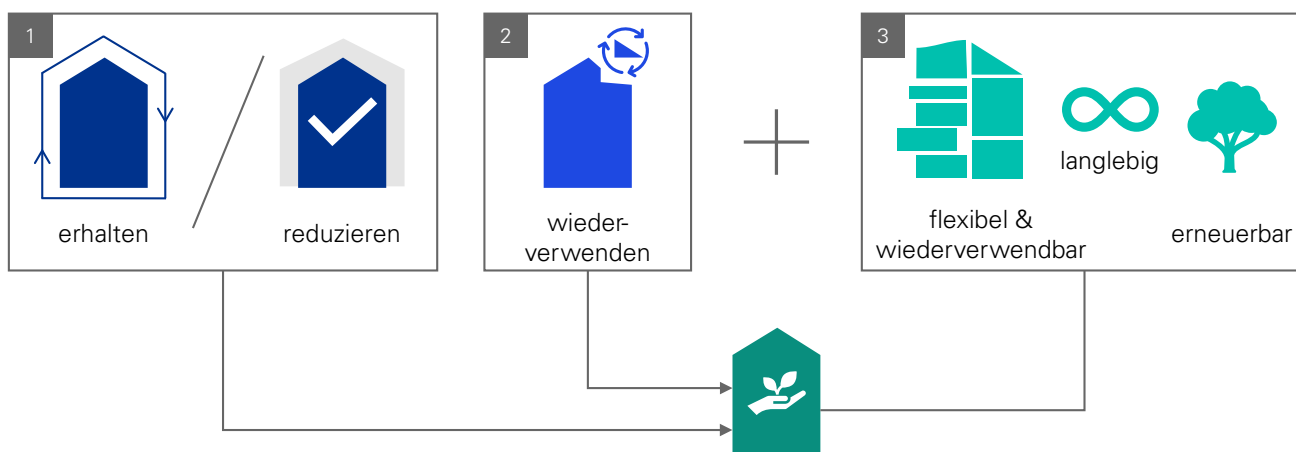 1
erhalten
reduzieren
2
wieder-
verwenden
3
flexibel &
wiederverwendbar
langlebig
erneuerbar